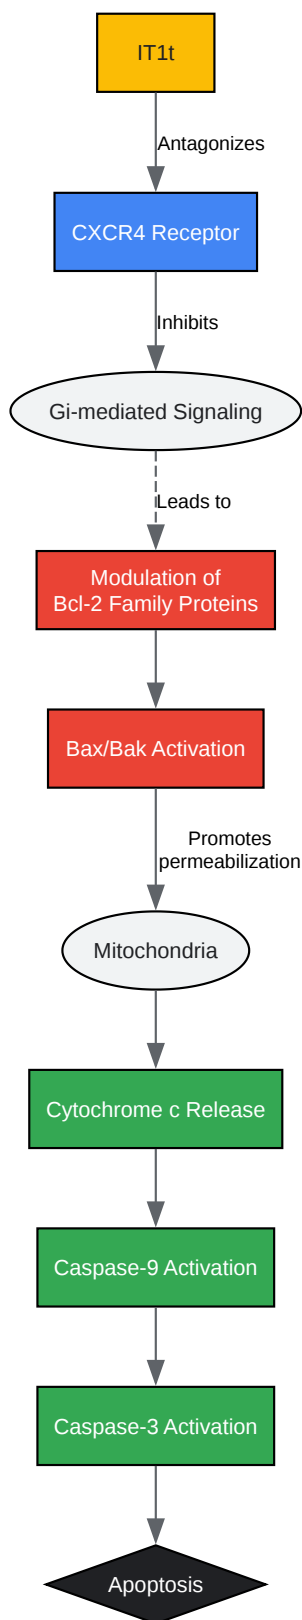 IT1t
Antagonizes
CXCR4 Receptor
Inhibits
Gi-mediated Signaling
Leads to
Modulation of
Bcl-2 Family Proteins
Bax/Bak Activation
Promotes
permeabilization
Mitochondria
Cytochrome c Release
Caspase-9 Activation
Caspase-3 Activation
Apoptosis